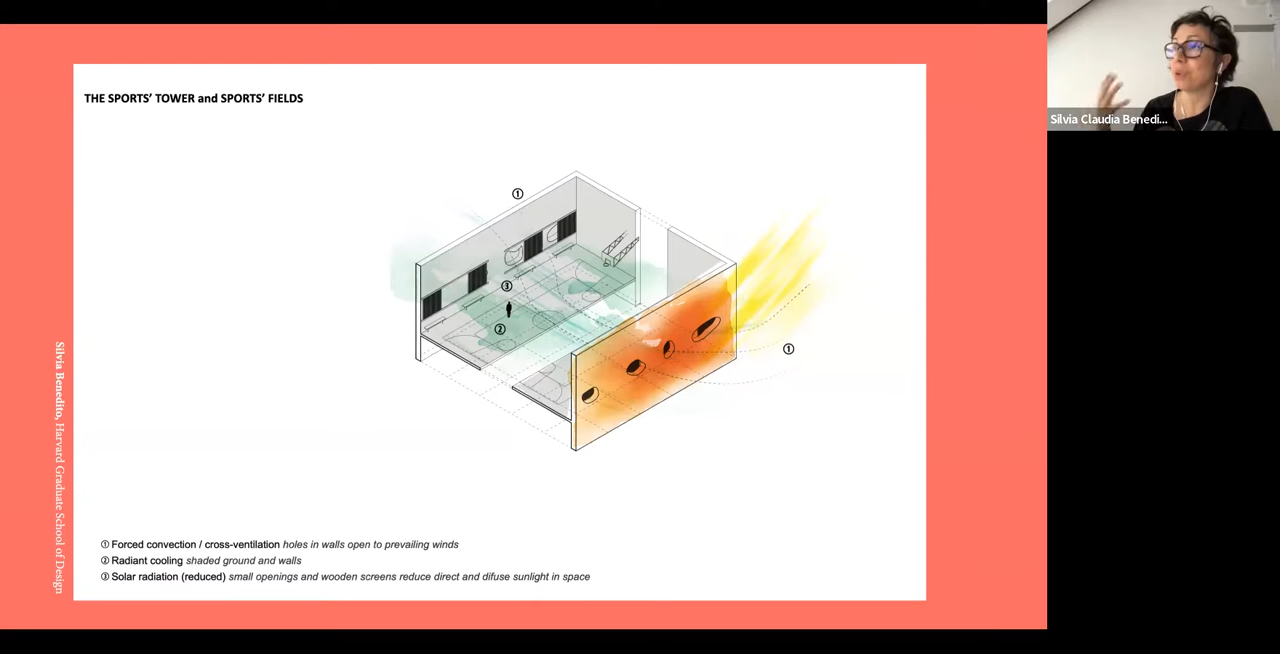 THE SPORTS' TOWER and SPORTS' FIELDS
Silvia Claudia Benedi...
①
③
②
①
Silvia Benedito, Harvard Graduate School of Design
① Forced convection / cross-ventilation holes in walls open to prevailing winds
② Radiant cooling shaded ground and walls
③ Solar radiation (reduced) small openings and wooden screens reduce direct and difuse sunlight in space